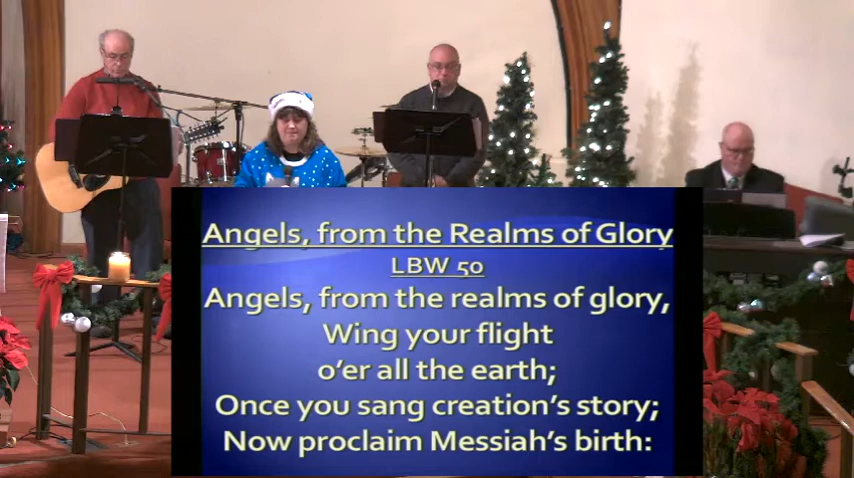 Angels, from the Realms of Glory
LBW 50
Angels, from the realms of glory,
Wing your flight
o’er all the earth;
Once you sang creation’s story;
Now proclaim Messiah’s birth: